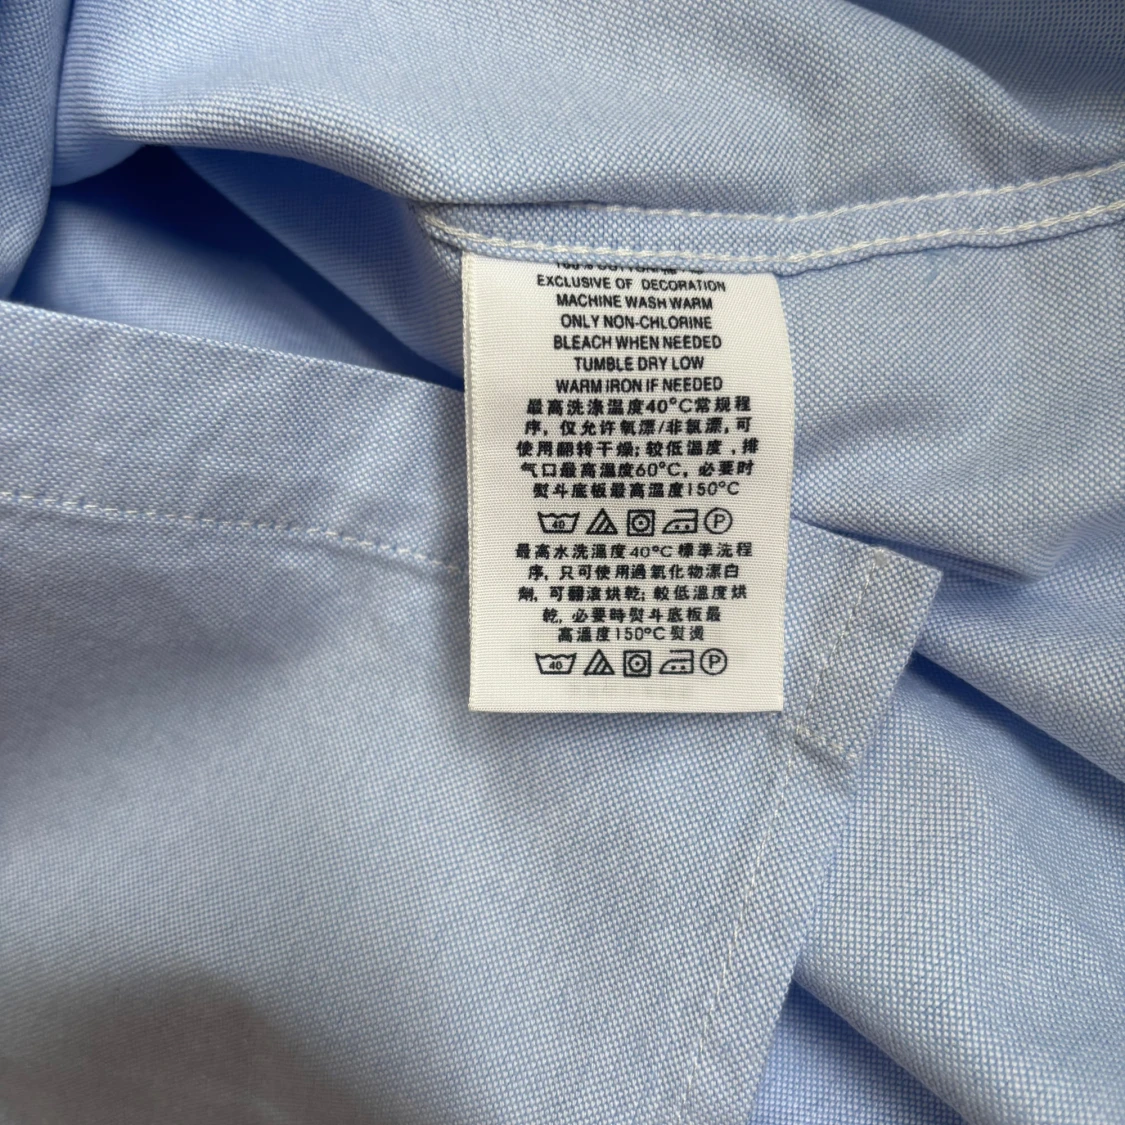 100% COTTON/棉
EXCLUSIVE OF DECORATION
MACHINE WASH WARM
ONLY NON-CHLORINE
BLEACH WHEN NEEDED
TUMBLE DRY LOW
WARM IRON IF NEEDED
最高洗涤温度40°C常规程
序, 仅允许氧漂/非氯漂, 可
使用翻转干燥; 较低温度 , 排
气口最高温度60°C, 必要时
熨斗底板最高温度150°C
40 P
最高水洗溫度40°C標準洗程
序, 只可使用過氧化物漂白
劑, 可翻滾烘乾; 較低溫度烘
乾, 必要時熨斗底板最
高溫度150°C熨燙
40 P